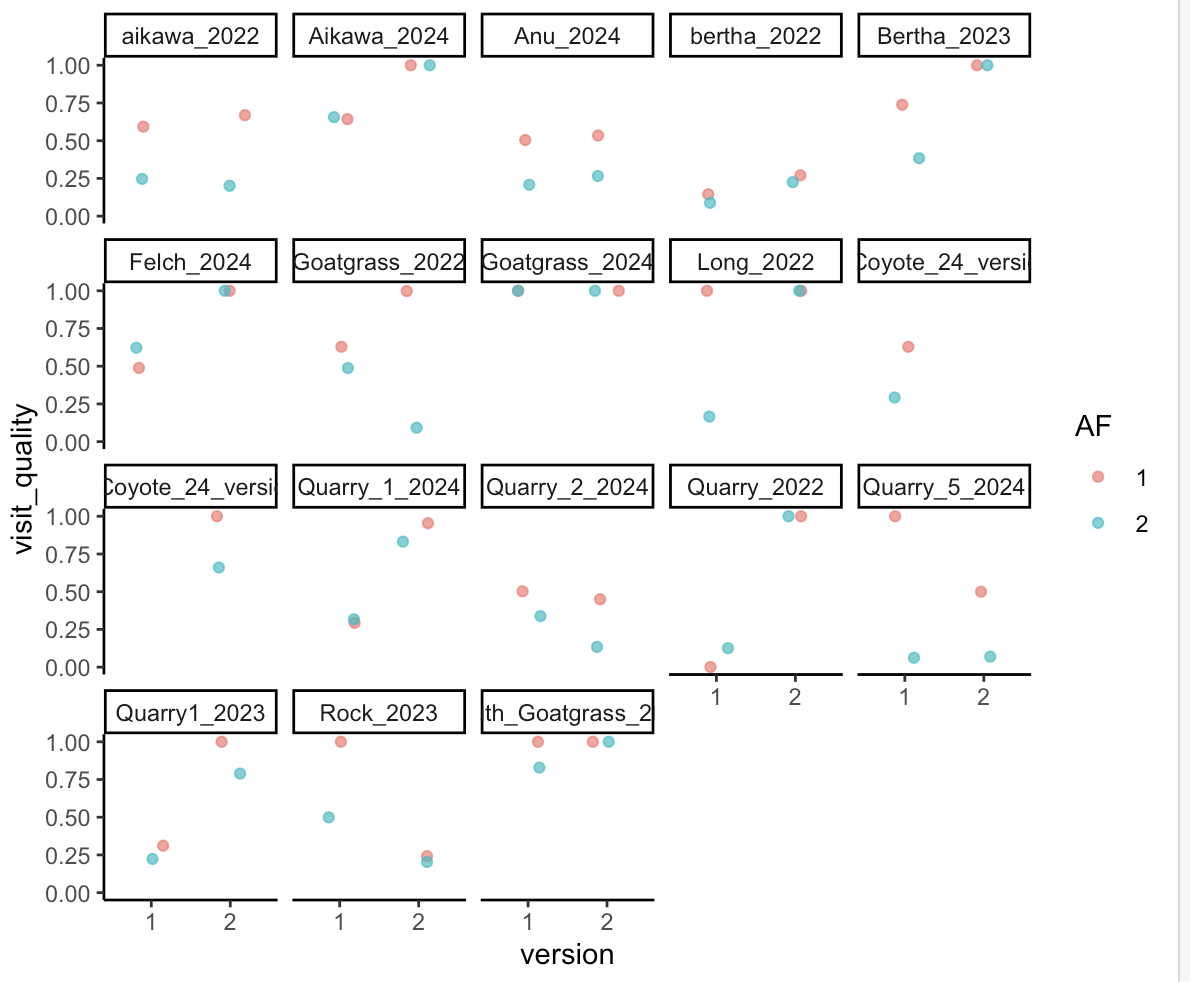 aikawa_2022 Aikawa_2024 Anu_2024 bertha_2022 Bertha_2023
1.00
0.75
0.50
0.25
0.00
Felch_2024 Goatgrass_2022 Goatgrass_2024 Long_2022 Coyote_24_versi
1.00
0.75
0.50
0.25
0.00
visit_quality
AF
1
2
Coyote_24_versi Quarry_1_2024 Quarry_2_2024 Quarry_2022 Quarry_5_2024
1.00
0.75
0.50
0.25
0.00
1 2 1 2
Quarry1_2023 Rock_2023 th_Goatgrass_2
1.00
0.75
0.50
0.25
0.00
1 2 1 2 1 2
version